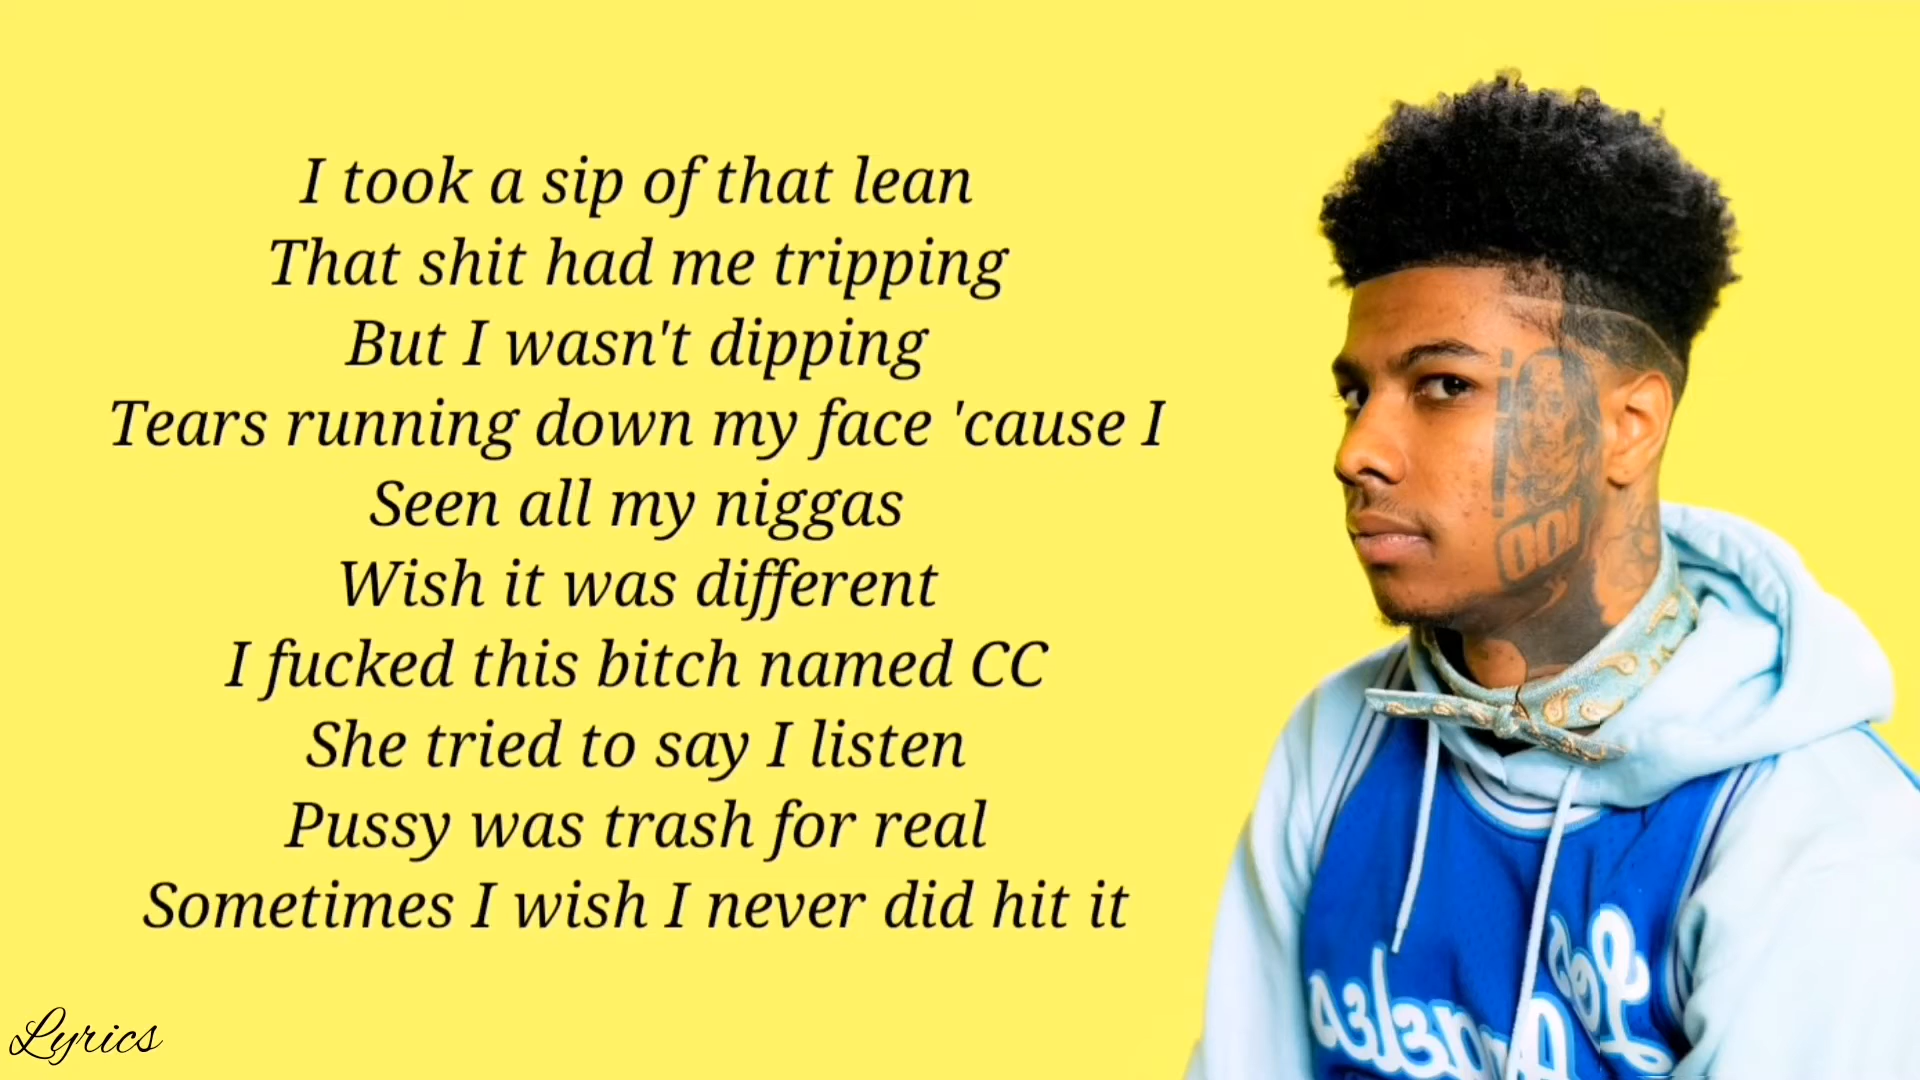 I took a sip of that lean
That shit had me tripping
But I wasn't dipping
Tears running down my face 'cause I
Seen all my niggas
Wish it was different
I fucked this bitch named CC
She tried to say I listen
Pussy was trash for real
Sometimes I wish I never did hit it
Lyrics